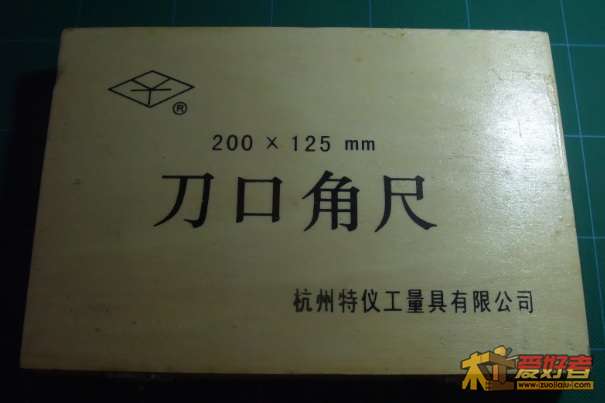 ®
200 × 125 mm
刀口角尺
杭州特仪工量具有限公司
爱好者
www.zuojiaju.com